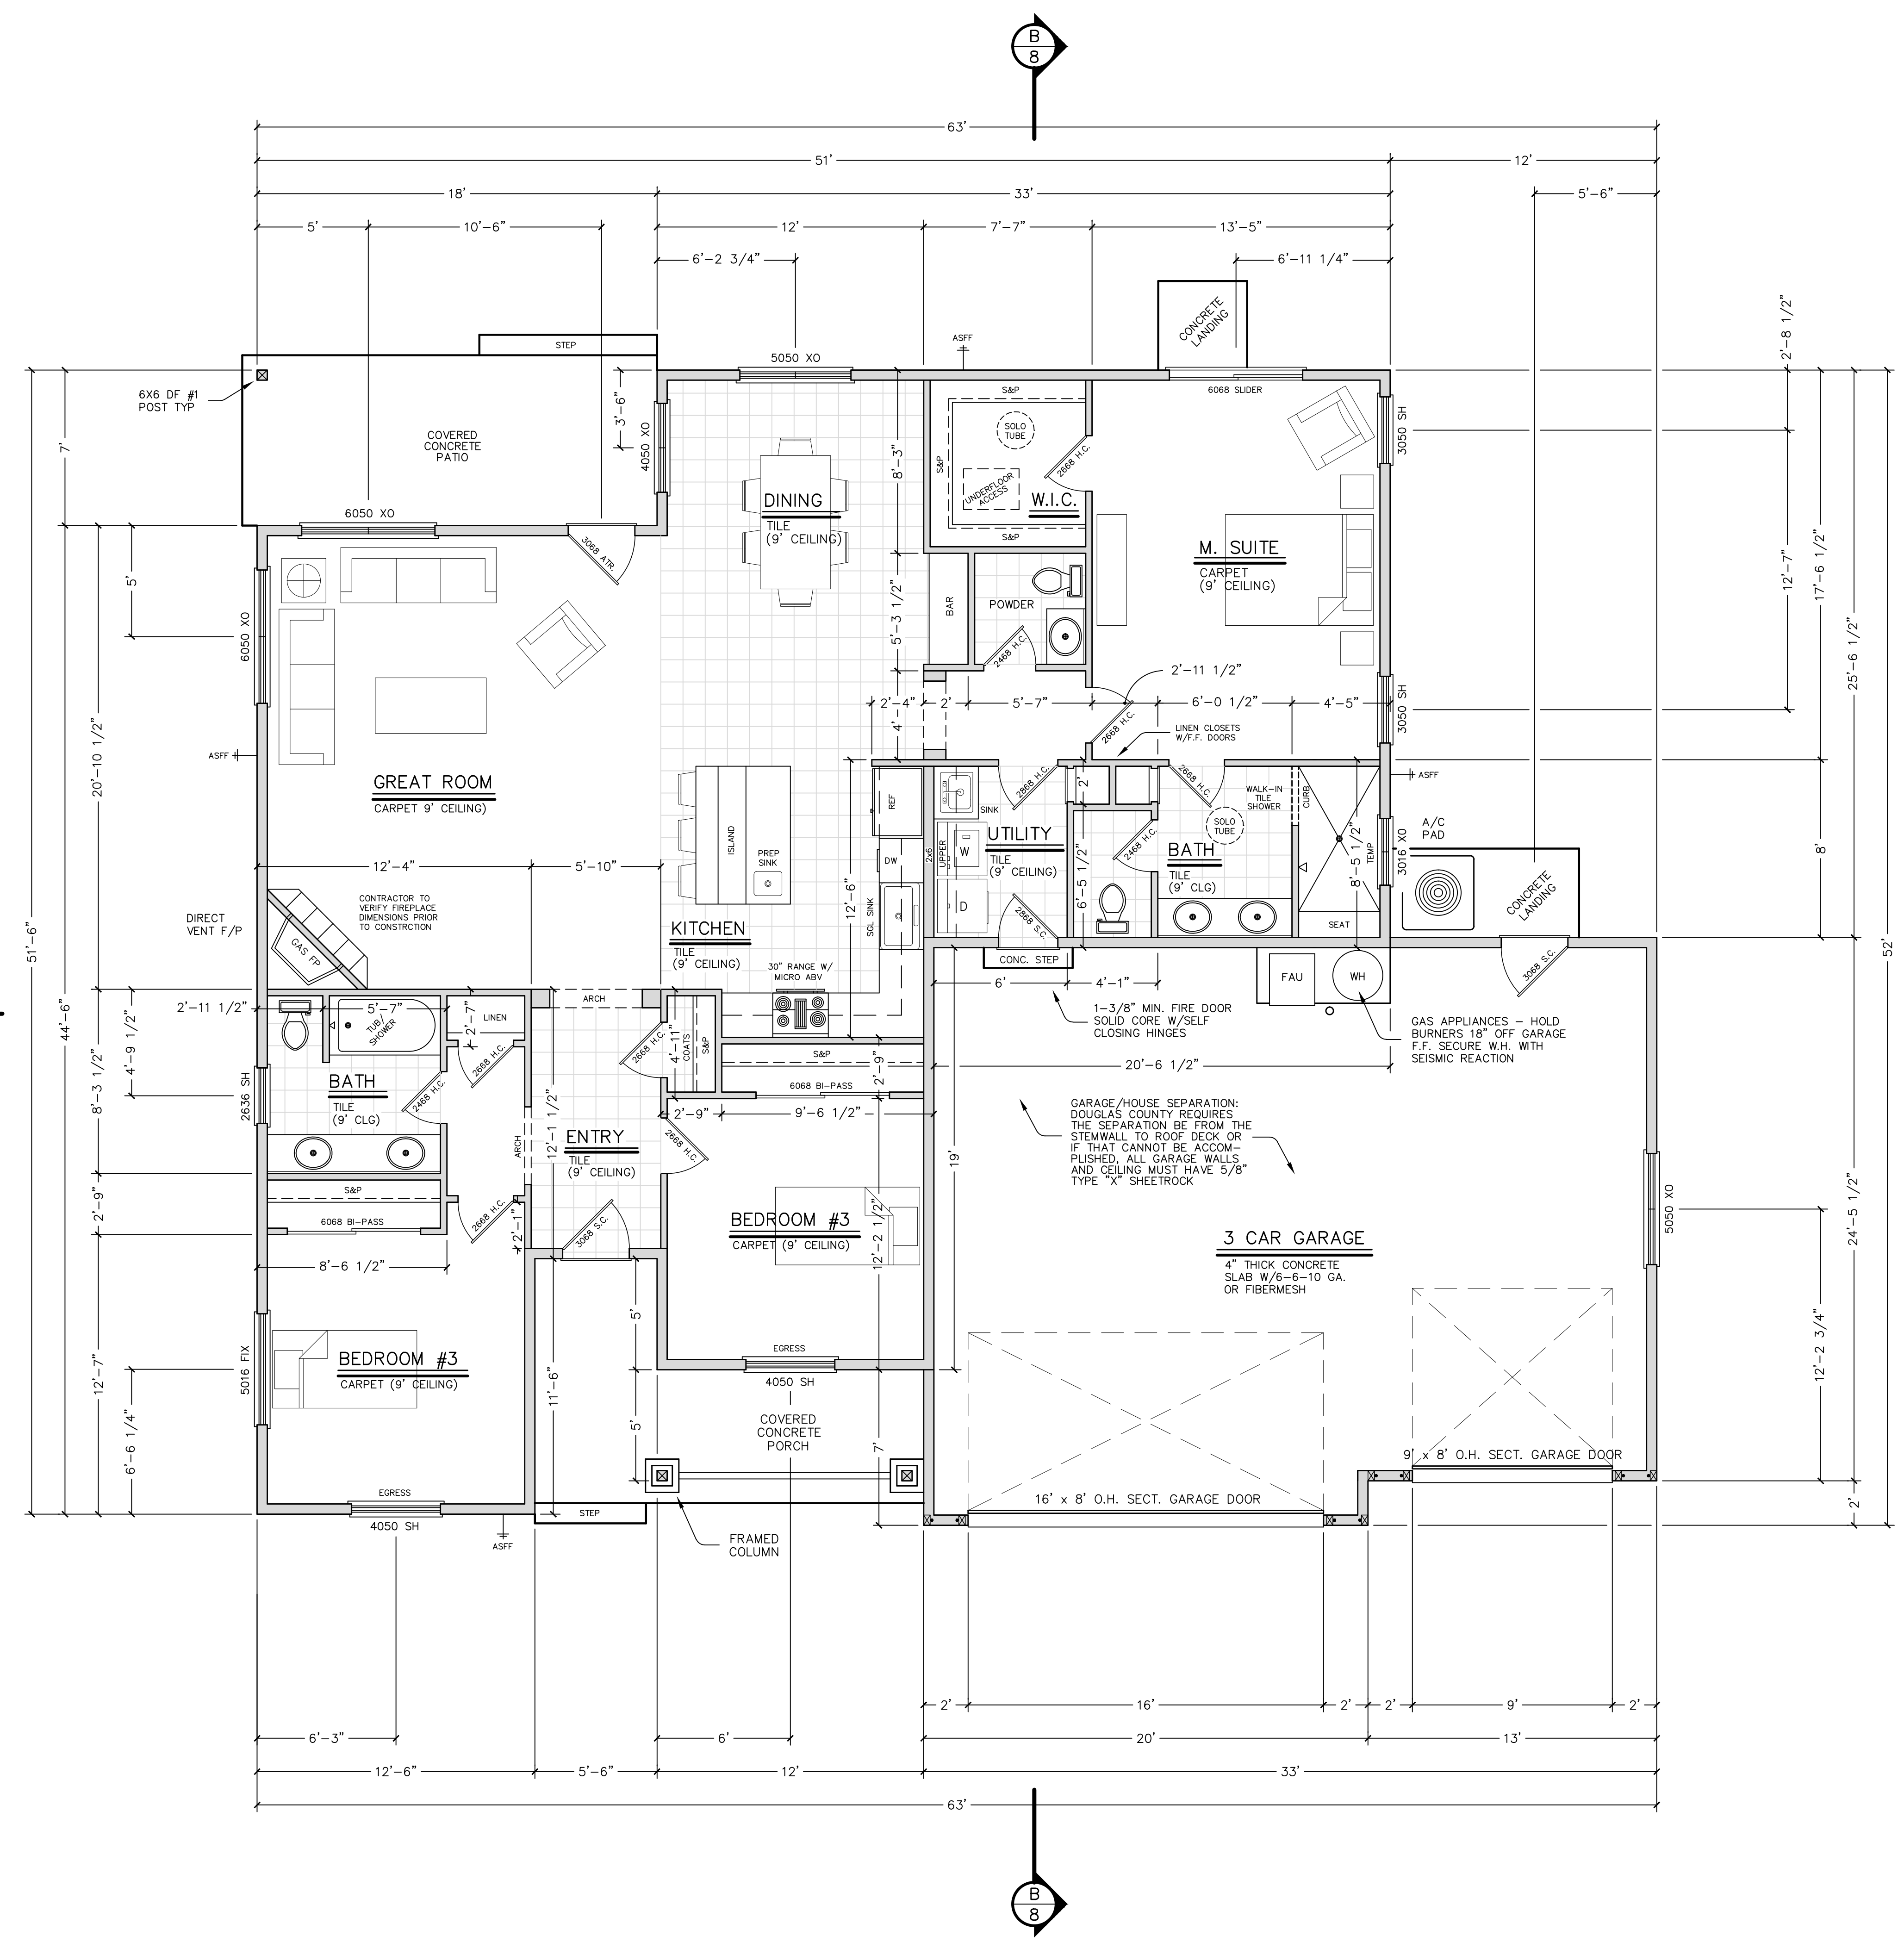 B
8
63'
51'
12'
18'
33'
5'-6"
5'
10'-6"
12'
7'-7"
13'-5"
6'-2 3/4"
6'-11 1/4"
CONCRETE
LANDING
2'-8 1/2"
STEP
ASFF
5050 XO
6068 SLIDER
6X6 DF #1
POST TYP
COVERED
CONCRETE
PATIO
3'-6"
4050 XO
7'
8'-3"
S&P
S&P
S&P
SOLO
TUBE
2668 H.C.
UNDERFLOOR
ACCESS
W.I.C.
3050 SH
DINING
TILE
(9' CEILING)
6050 XO
3068 ATR.
M. SUITE
CARPET
(9' CEILING)
12'-7"
17'-6 1/2"
25'-6 1/2"
5'
6050 XO
BAR
POWDER
5'-3 1/2"
2468 H.C.
2'-11 1/2"
2'-4"
2'
5'-7"
6'-0 1/2"
4'-5"
3050 SH
4'
2668 H.C.
LINEN CLOSETS
W/F.F. DOORS
20'-10 1/2"
ASFF
GREAT ROOM
CARPET 9' CEILING)
ISLAND
PREP
SINK
REF
DW
SGL SINK
12'-6"
2x6
UPPER
SINK
W
D
UTILITY
TILE
(9' CEILING)
2868 H.C.
2868 S.C.
2'
6'-5 1/2"
2468 H.C.
2668 H.C.
SOLO
TUBE
BATH
TILE
(9' CLG)
WALK-IN
TILE
SHOWER
CURB
8'-5 1/2"
TEMP
SEAT
3016 XO
ASFF
A/C
PAD
CONCRETE
LANDING
8'
12'-4"
5'-10"
CONTRACTOR TO
VERIFY FIREPLACE
DIMENSIONS PRIOR
TO CONSTRCTION
DIRECT
VENT F/P
GAS FP
KITCHEN
TILE
(9' CEILING)
30" RANGE W/
MICRO ABV
CONC. STEP
6'
4'-1"
FAU
WH
3068 S.C.
51'-6"
44'-6"
52'
1-3/8" MIN. FIRE DOOR
SOLID CORE W/SELF
CLOSING HINGES
GAS APPLIANCES - HOLD
BURNERS 18" OFF GARAGE
F.F. SECURE W.H. WITH
SEISMIC REACTION
2'-11 1/2"
5'-7"
TUB/
SHOWER
LINEN
2'-7"
ARCH
2668 H.C.
4'-11"
COATS
S&P
S&P
2'-9"
6068 BI-PASS
20'-6 1/2"
4'-9 1/2"
8'-3 1/2"
2636 SH
BATH
TILE
(9' CLG)
2468 H.C.
2668 H.C.
ARCH
12'-1 1/2"
ENTRY
TILE
(9' CEILING)
2'-9"
9'-6 1/2"
2668 H.C.
19'
GARAGE/HOUSE SEPARATION:
DOUGLAS COUNTY REQUIRES
THE SEPARATION BE FROM THE
STEMWALL TO ROOF DECK OR
IF THAT CANNOT BE ACCOM-
PLISHED, ALL GARAGE WALLS
AND CEILING MUST HAVE 5/8"
TYPE "X" SHEETROCK
5050 XO
2'-9"
S&P
6068 BI-PASS
2668 H.C.
2'-1"
3068 S.C.
BEDROOM #3
CARPET (9' CEILING)
12'-2 1/2"
3 CAR GARAGE
4" THICK CONCRETE
SLAB W/6-6-10 GA.
OR FIBERMESH
24'-5 1/2"
12'-2 3/4"
8'-6 1/2"
5'
12'-7"
5016 FIX
BEDROOM #3
CARPET (9' CEILING)
11'-6"
EGRESS
4050 SH
6'-6 1/4"
5'
COVERED
CONCRETE
PORCH
7'
9' x 8' O.H. SECT. GARAGE DOOR
16' x 8' O.H. SECT. GARAGE DOOR
2'
EGRESS
4050 SH
ASFF
STEP
FRAMED
COLUMN
2'
16'
2'
2'
9'
2'
6'-3"
6'
20'
13'
12'-6"
5'-6"
12'
33'
63'
B
8